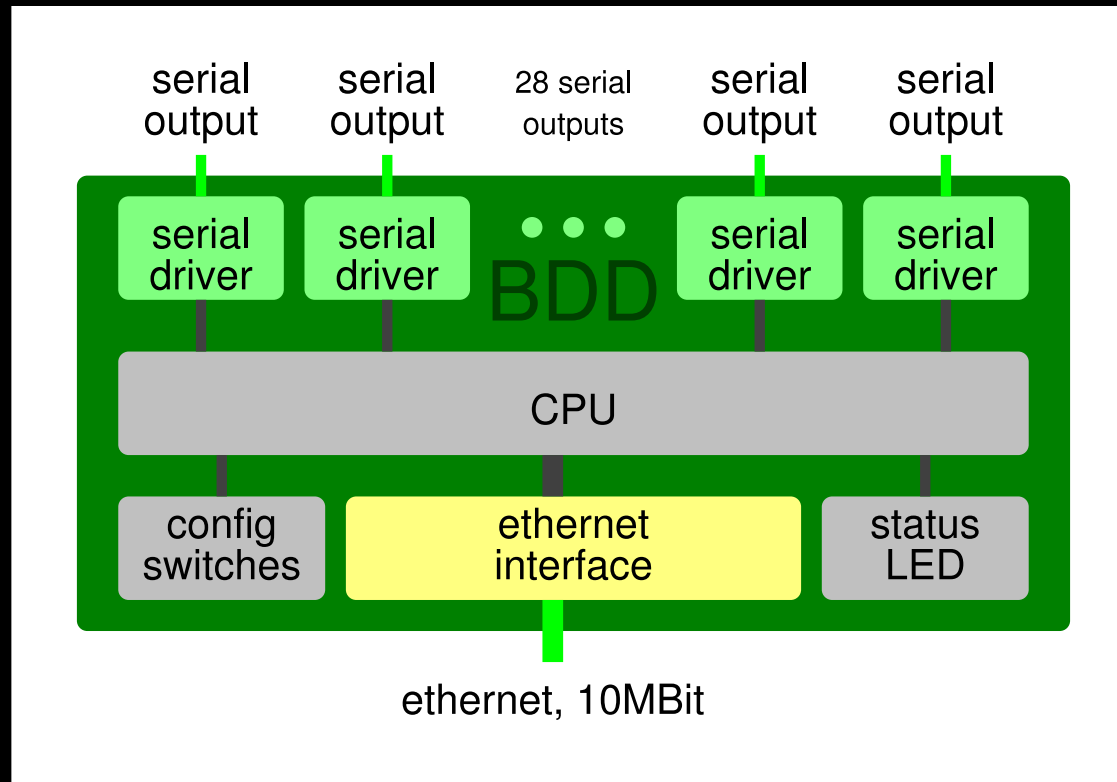 serial
output
serial
output
28 serial
outputs
serial
output
serial
output
serial
driver
serial
driver
BDD
serial
driver
serial
driver
CPU
config
switches
ethernet
interface
status
LED
ethernet, 10MBit